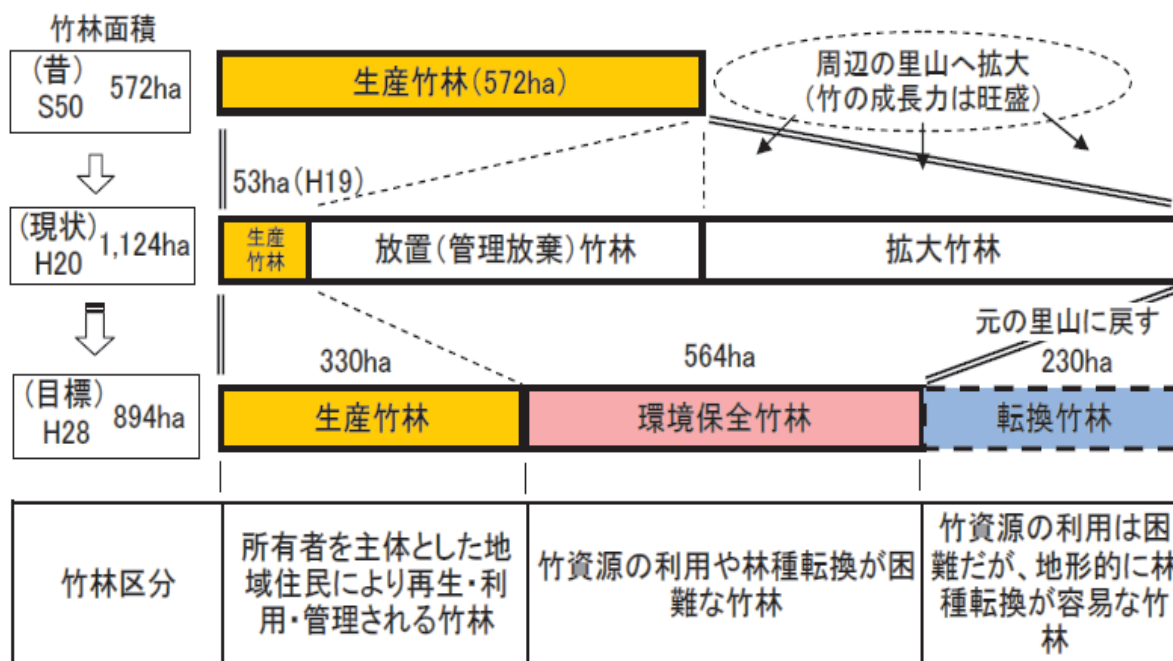 竹林面積
(昔)
S50
572ha
生産竹林(572ha)
周辺の里山へ拡大
(竹の成長力は旺盛)
53ha(H19)
(現状)
H20
1,124ha
生産
竹林
放置(管理放棄)竹林
拡大竹林
元の里山に戻す
330ha
564ha
230ha
(目標)
H28
894ha
生産竹林
環境保全竹林
転換竹林
竹林区分
所有者を主体とした地
域住民により再生・利
用・管理される竹林
竹資源の利用や林種転換が困
難な竹林
竹資源の利用は困
難だが、地形的に林
種転換が容易な竹
林